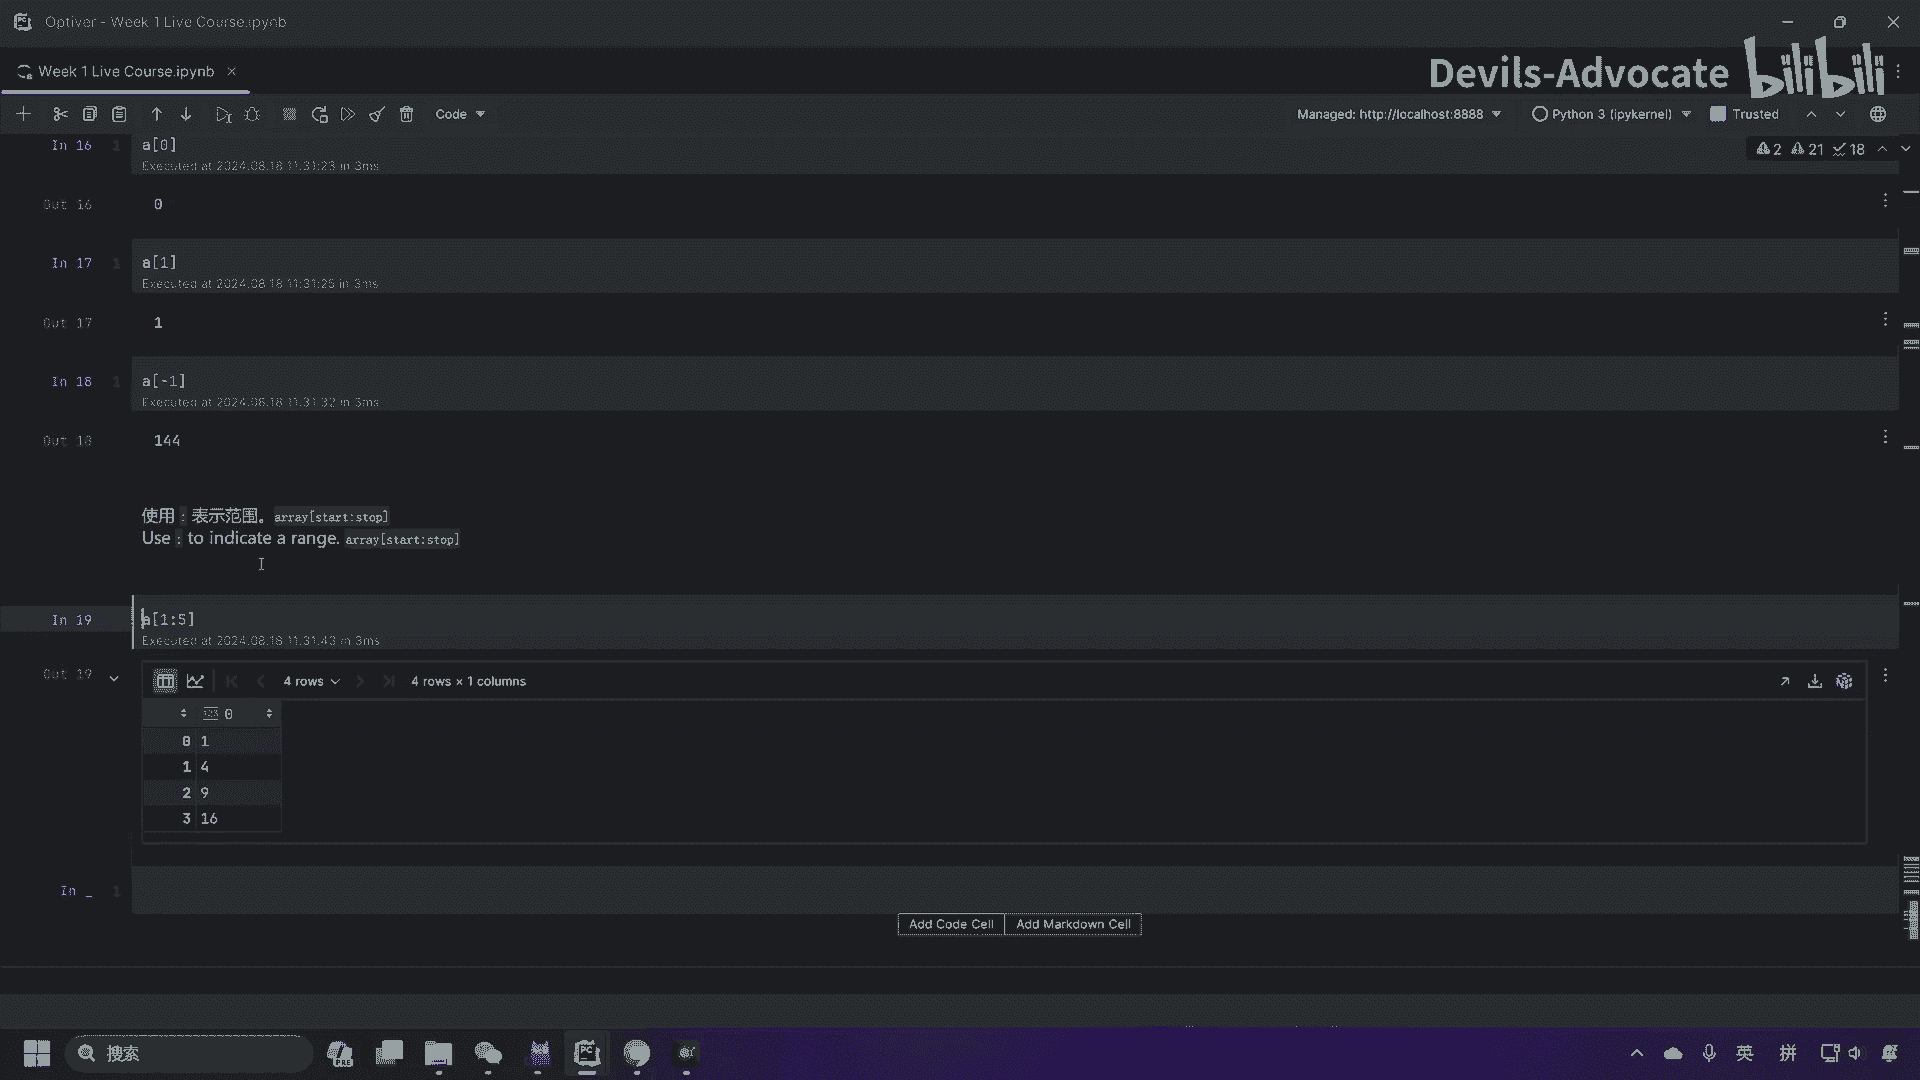 Optiver - Week 1 Live Course.ipynb
Week 1 Live Course.ipynb
Devils-Advocate bilibili
Code
Managed: http://localhost:8888
Python 3 (ipykernel)
Trusted
2 21 18
In 16 1 a[0]
Executed at 2024.08.18 11:31:23 in 3ms
Out 16 0
In 17 1 a[1]
Executed at 2024.08.18 11:31:25 in 3ms
Out 17 1
In 18 1 a[-1]
Executed at 2024.08.18 11:31:32 in 3ms
Out 18 144
使用 : 表示范围。 array[start:stop]
Use : to indicate a range. array[start:stop]
In 19 a[1:5]
Executed at 2024.08.18 11:31:43 in 3ms
Out 19
4 rows 4 rows × 1 columns
123 0
0 1
1 4
2 9
3 16
In _ 1
Add Code Cell Add Markdown Cell
搜索
PRE
PC
英 拼